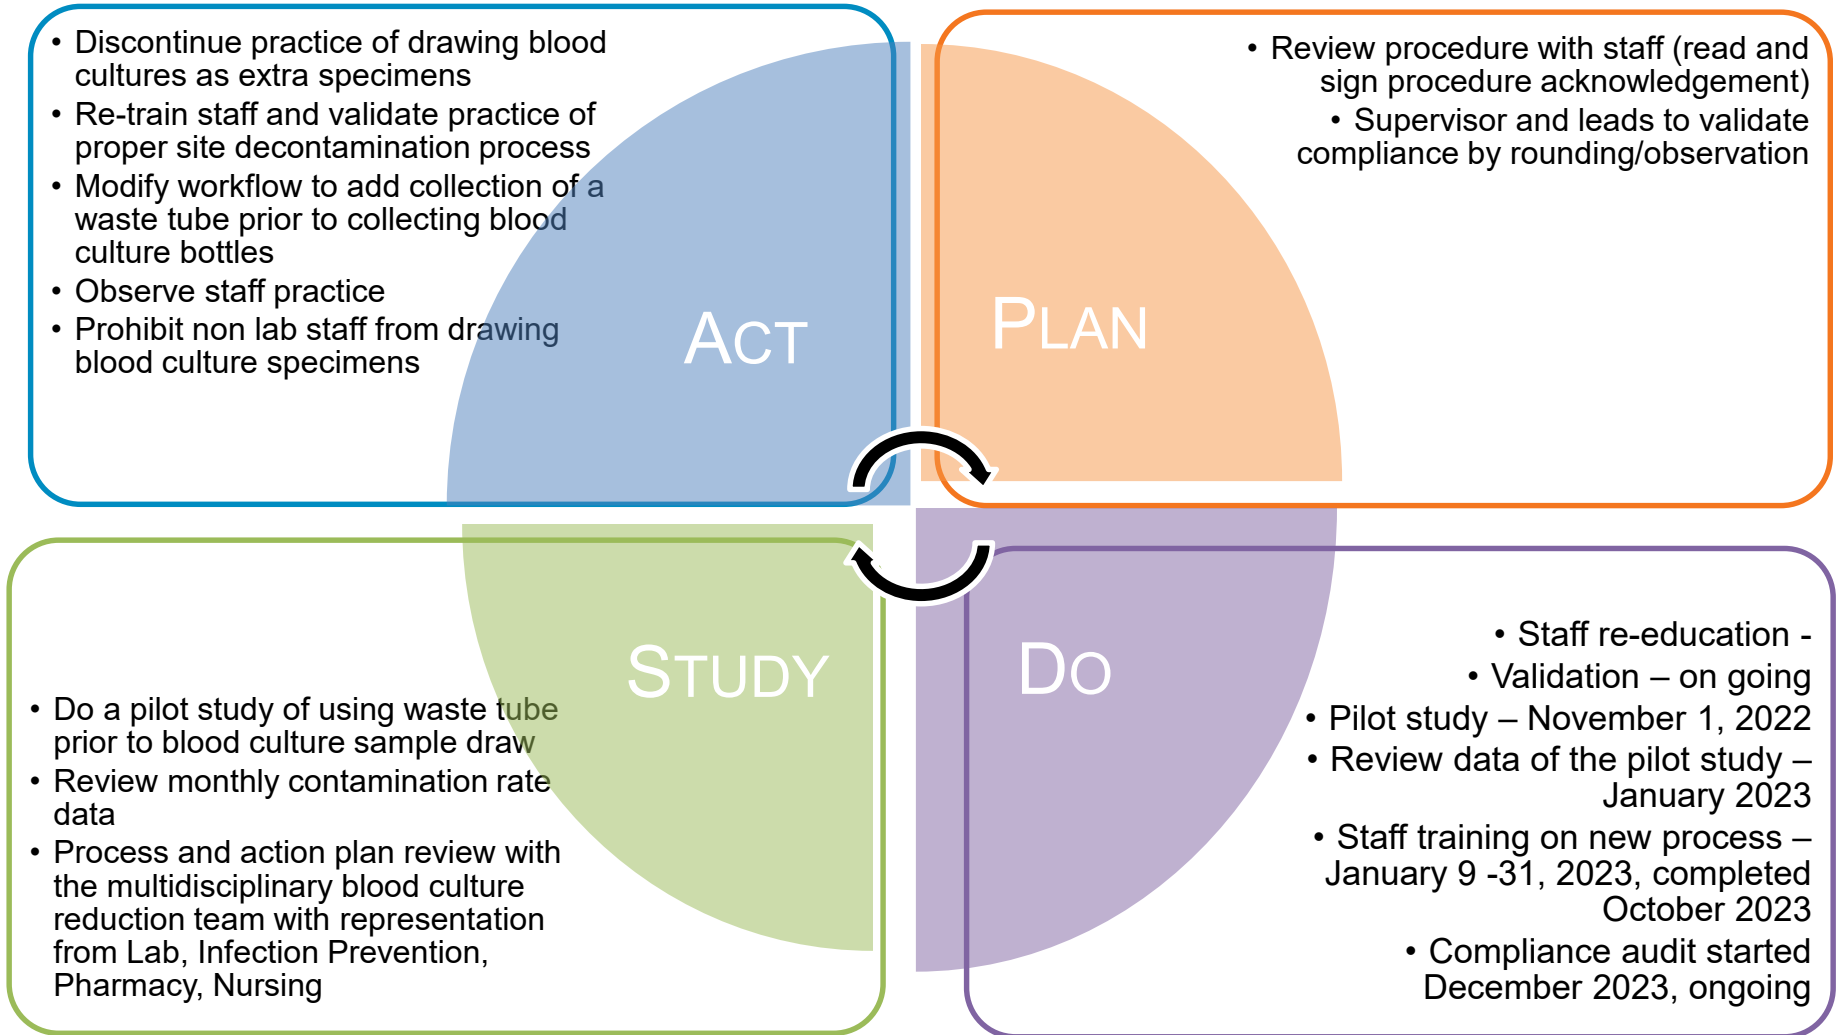 • Discontinue practice of drawing blood
cultures as extra specimens
• Re-train staff and validate practice of
proper site decontamination process
• Modify workflow to add collection of a
waste tube prior to collecting blood
culture bottles
• Observe staff practice
• Prohibit non lab staff from drawing
blood culture specimens
ACT
• Review procedure with staff (read and
sign procedure acknowledgement)
• Supervisor and leads to validate
compliance by rounding/observation
PLAN
STUDY
• Do a pilot study of using waste tube
prior to blood culture sample draw
• Review monthly contamination rate
data
• Process and action plan review with
the multidisciplinary blood culture
reduction team with representation
from Lab, Infection Prevention,
Pharmacy, Nursing
DO
• Staff re-education -
• Validation – on going
• Pilot study – November 1, 2022
• Review data of the pilot study –
January 2023
• Staff training on new process –
January 9 -31, 2023, completed
October 2023
• Compliance audit started
December 2023, ongoing